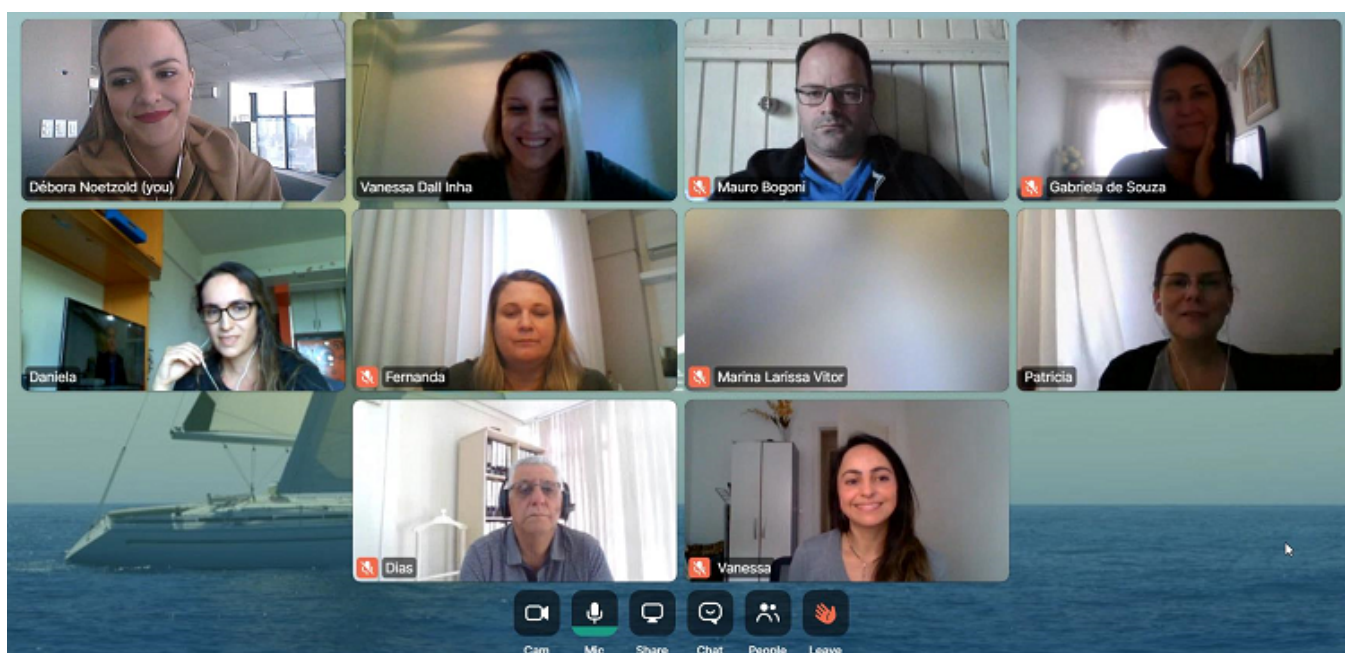 Débora Noetzold (you)
Vanessa Dall Inha
Mauro Bogoni
Gabriela de Souza
Daniela
Fernanda
Marina Larissa Vitor
Patricia
Dias
Vanessa
Cam
Mic
Share
Chat
People
Leave